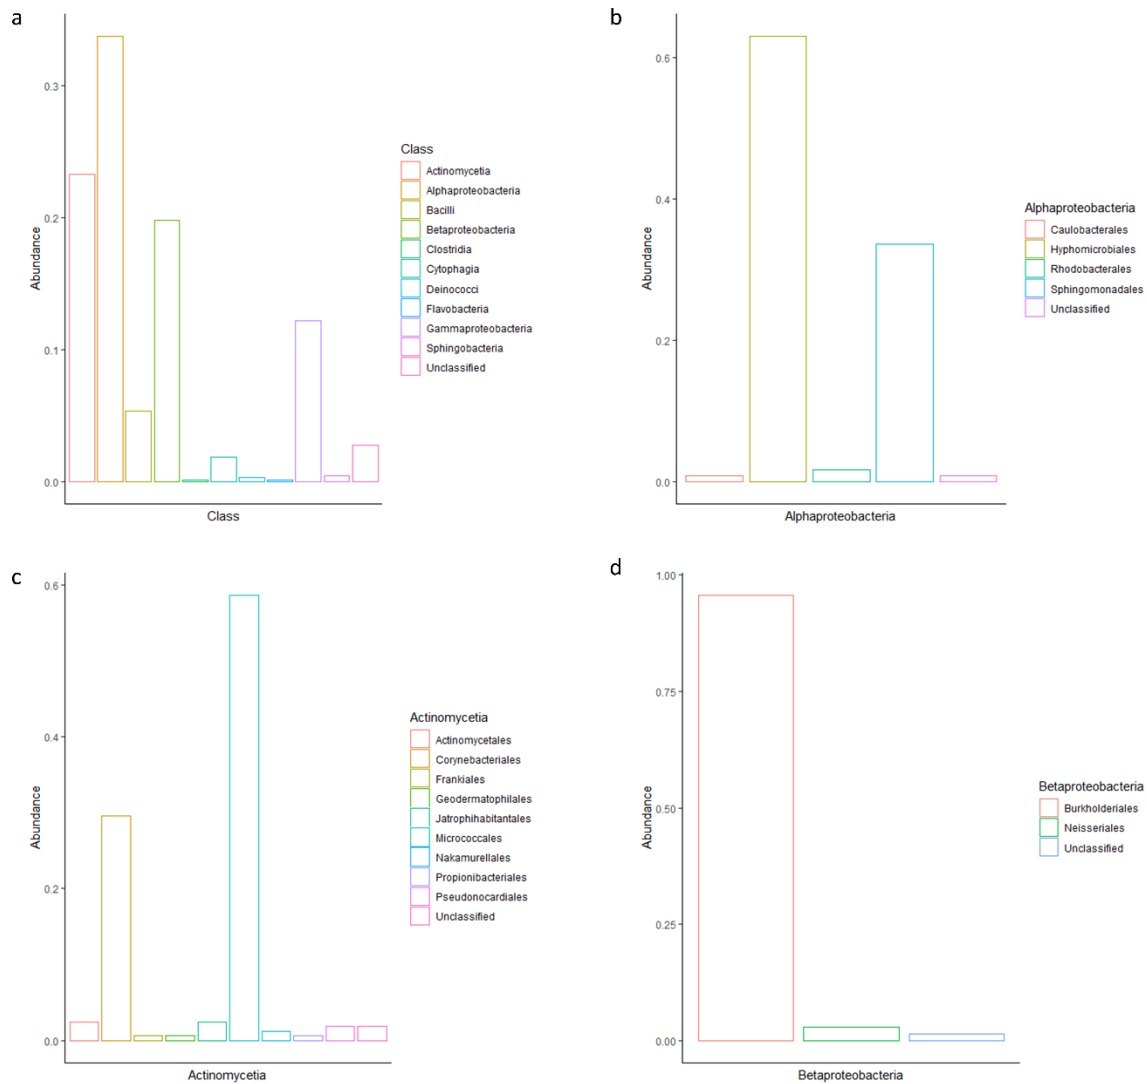 a
0.3
0.2
0.1
0.0
Abundance
Class
Class
Actinomycetia
Alphaproteobacteria
Bacilli
Betaproteobacteria
Clostridia
Cytophagia
Deinococci
Flavobacteria
Gammaproteobacteria
Sphingobacteria
Unclassified
b
0.6
0.4
0.2
0.0
Abundance
Alphaproteobacteria
Alphaproteobacteria
Caulobacterales
Hyphomicrobiales
Rhodobacterales
Sphingomonadales
Unclassified
c
0.6
0.4
0.2
0.0
Abundance
Actinomycetia
Actinomycetia
Actinomycetales
Corynebacteriales
Frankiales
Geodermatophilales
Jatrophihabitantales
Micrococcales
Nakamurellales
Propionibacteriales
Pseudonocardiales
Unclassified
d
1.00
0.75
0.50
0.25
0.00
Abundance
Betaproteobacteria
Betaproteobacteria
Burkholderiales
Neisseriales
Unclassified